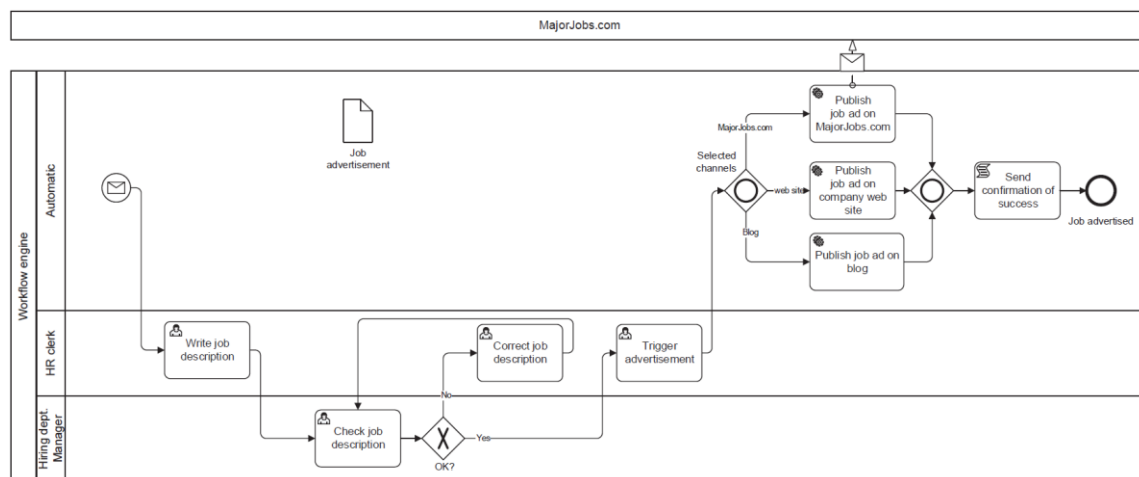 MajorJobs.com
Workflow engine
Automatic
HR clerk
Hiring dept.
Manager
Job
advertisement
Write job
description
Check job
description
OK?
No
Yes
Correct job
description
Trigger
advertisement
Selected
channels
MajorJobs.com
web site
Blog
Publish
job ad on
MajorJobs.com
Publish
job ad on
company web
site
Publish job ad on
blog
Send
confirmation of
success
Job advertised